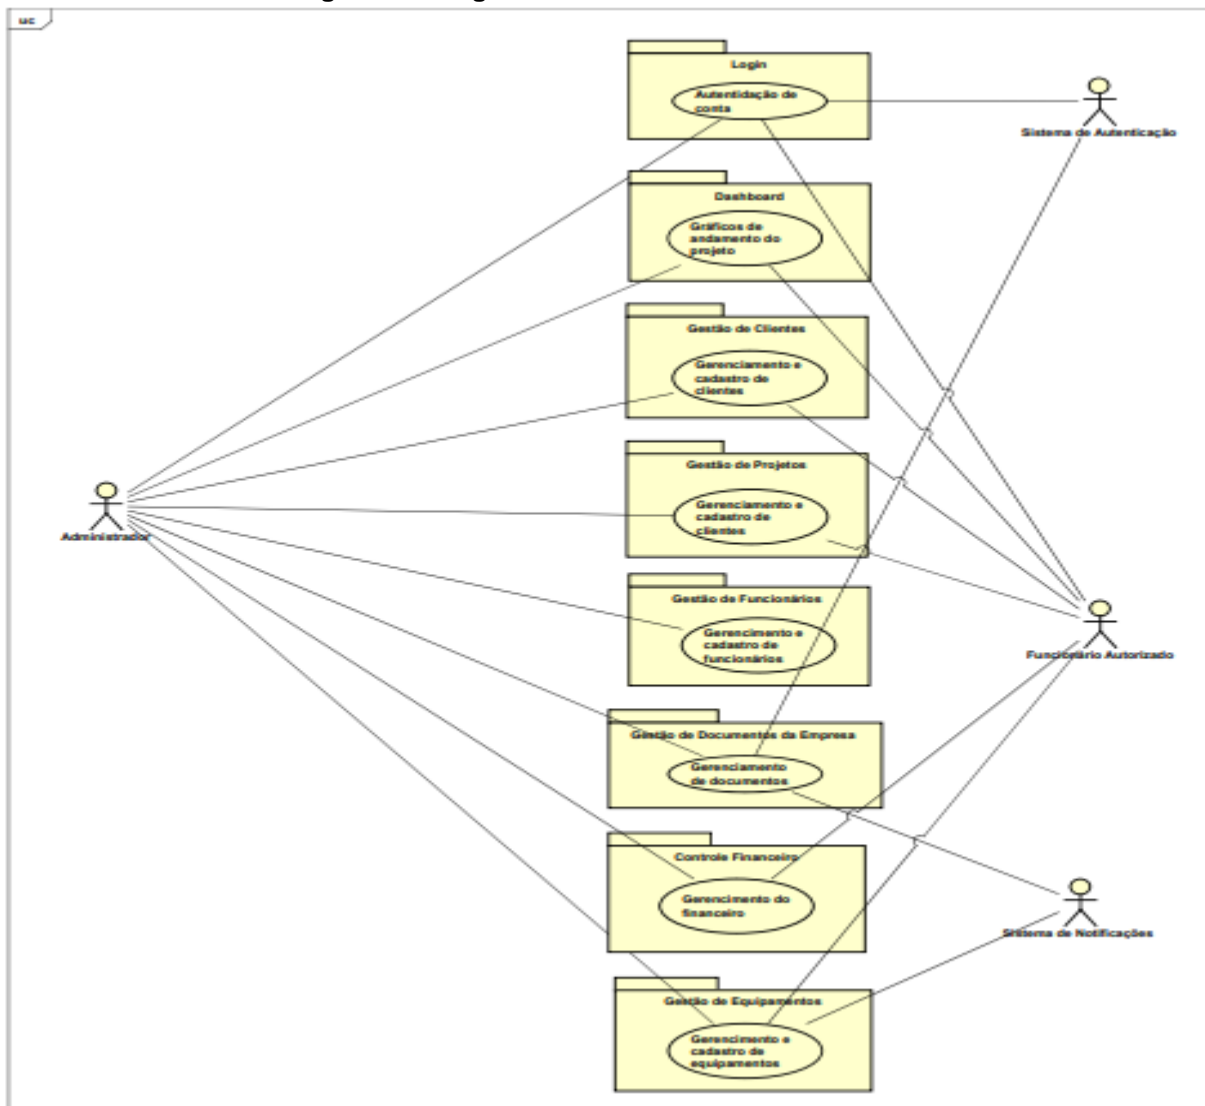 uc
Login
Autentidação de
conta
Sistema de Autenticação
Dashboard
Gráficos de
andamento do
projeto
Gestão de Clientes
Gerenciamento e
cadastro de
clientes
Gestão de Projetos
Gerenciamento e
cadastro de
clientes
Administrador
Gestão de Funcionários
Gerencimento e
cadastro de
funcionários
Funcionário Autorizado
Gestão de Documentos da Empresa
Gerenciamento
de documentos
Controle Financeiro
Gerencimento do
financeiro
Sistema de Notificações
Gestão de Equipamentos
Gerencimento e
cadastro de
equipamentos